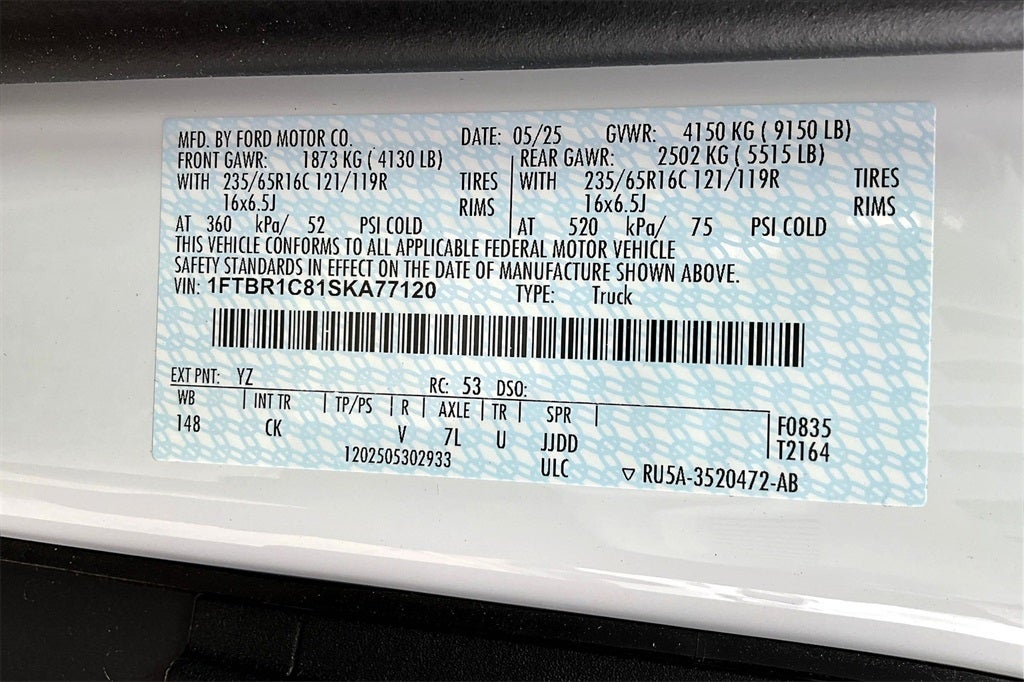 MFD. BY FORD MOTOR CO. DATE: 05/25 GVWR: 4150 KG ( 9150 LB)
FRONT GAWR: 1873 KG ( 4130 LB) REAR GAWR: 2502 KG ( 5515 LB)
WITH 235/65R16C 121/119R TIRES WITH 235/65R16C 121/119R TIRES
16x6.5J RIMS 16x6.5J RIMS
AT 360 kPa/ 52 PSI COLD AT 520 kPa/ 75 PSI COLD
THIS VEHICLE CONFORMS TO ALL APPLICABLE FEDERAL MOTOR VEHICLE
SAFETY STANDARDS IN EFFECT ON THE DATE OF MANUFACTURE SHOWN ABOVE.
VIN: 1FTBR1C81SKA77120 TYPE: Truck
EXT PNT: YZ RC: 53 DSO:
WB INT TR TP/PS R AXLE TR SPR F0835
148 CK V 7L U JJDD T2164
1202505302933 ULC ▽ RU5A-3520472-AB